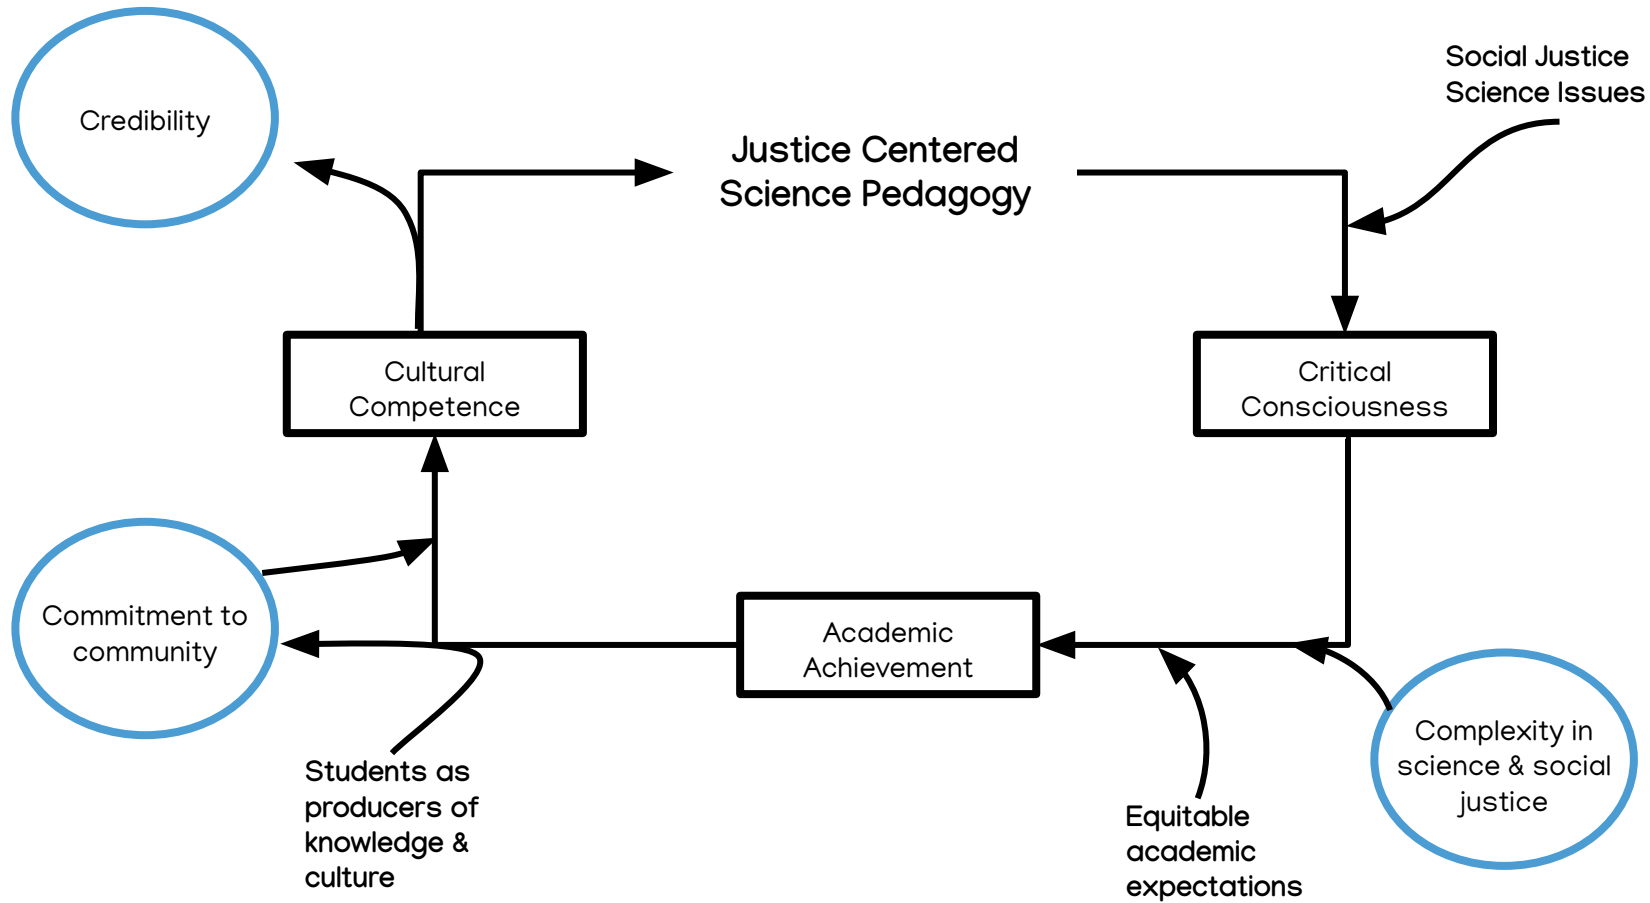 Credibility
Social Justice
Science Issues
Justice Centered
Science Pedagogy
Cultural
Competence
Critical
Consciousness
Commitment to
community
Academic
Achievement
Complexity in
science & social
justice
Students as
producers of
knowledge &
culture
Equitable
academic
expectations